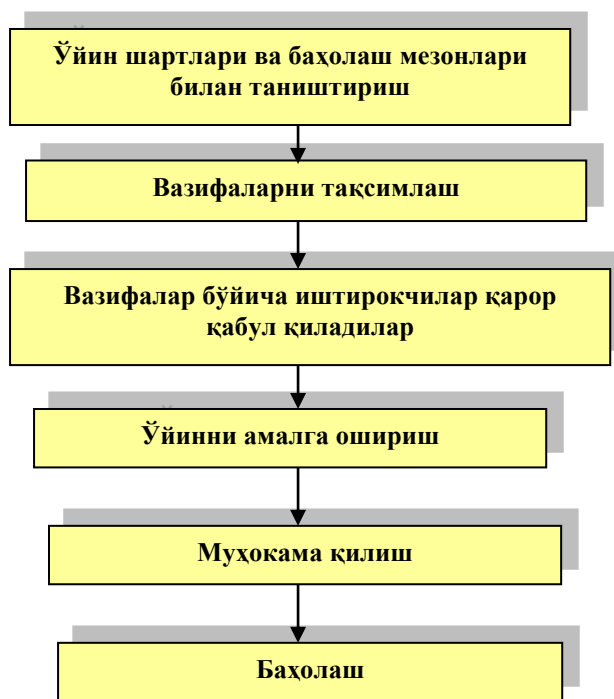 Ўйин шартлари ва баҳолаш мезонлари
билан таништириш
Вазифаларни тақсимлаш
Вазифалар бўйича иштирокчилар қарор
қабул қиладилар
Ўйинни амалга ошириш
Муҳокама қилиш
Баҳолаш